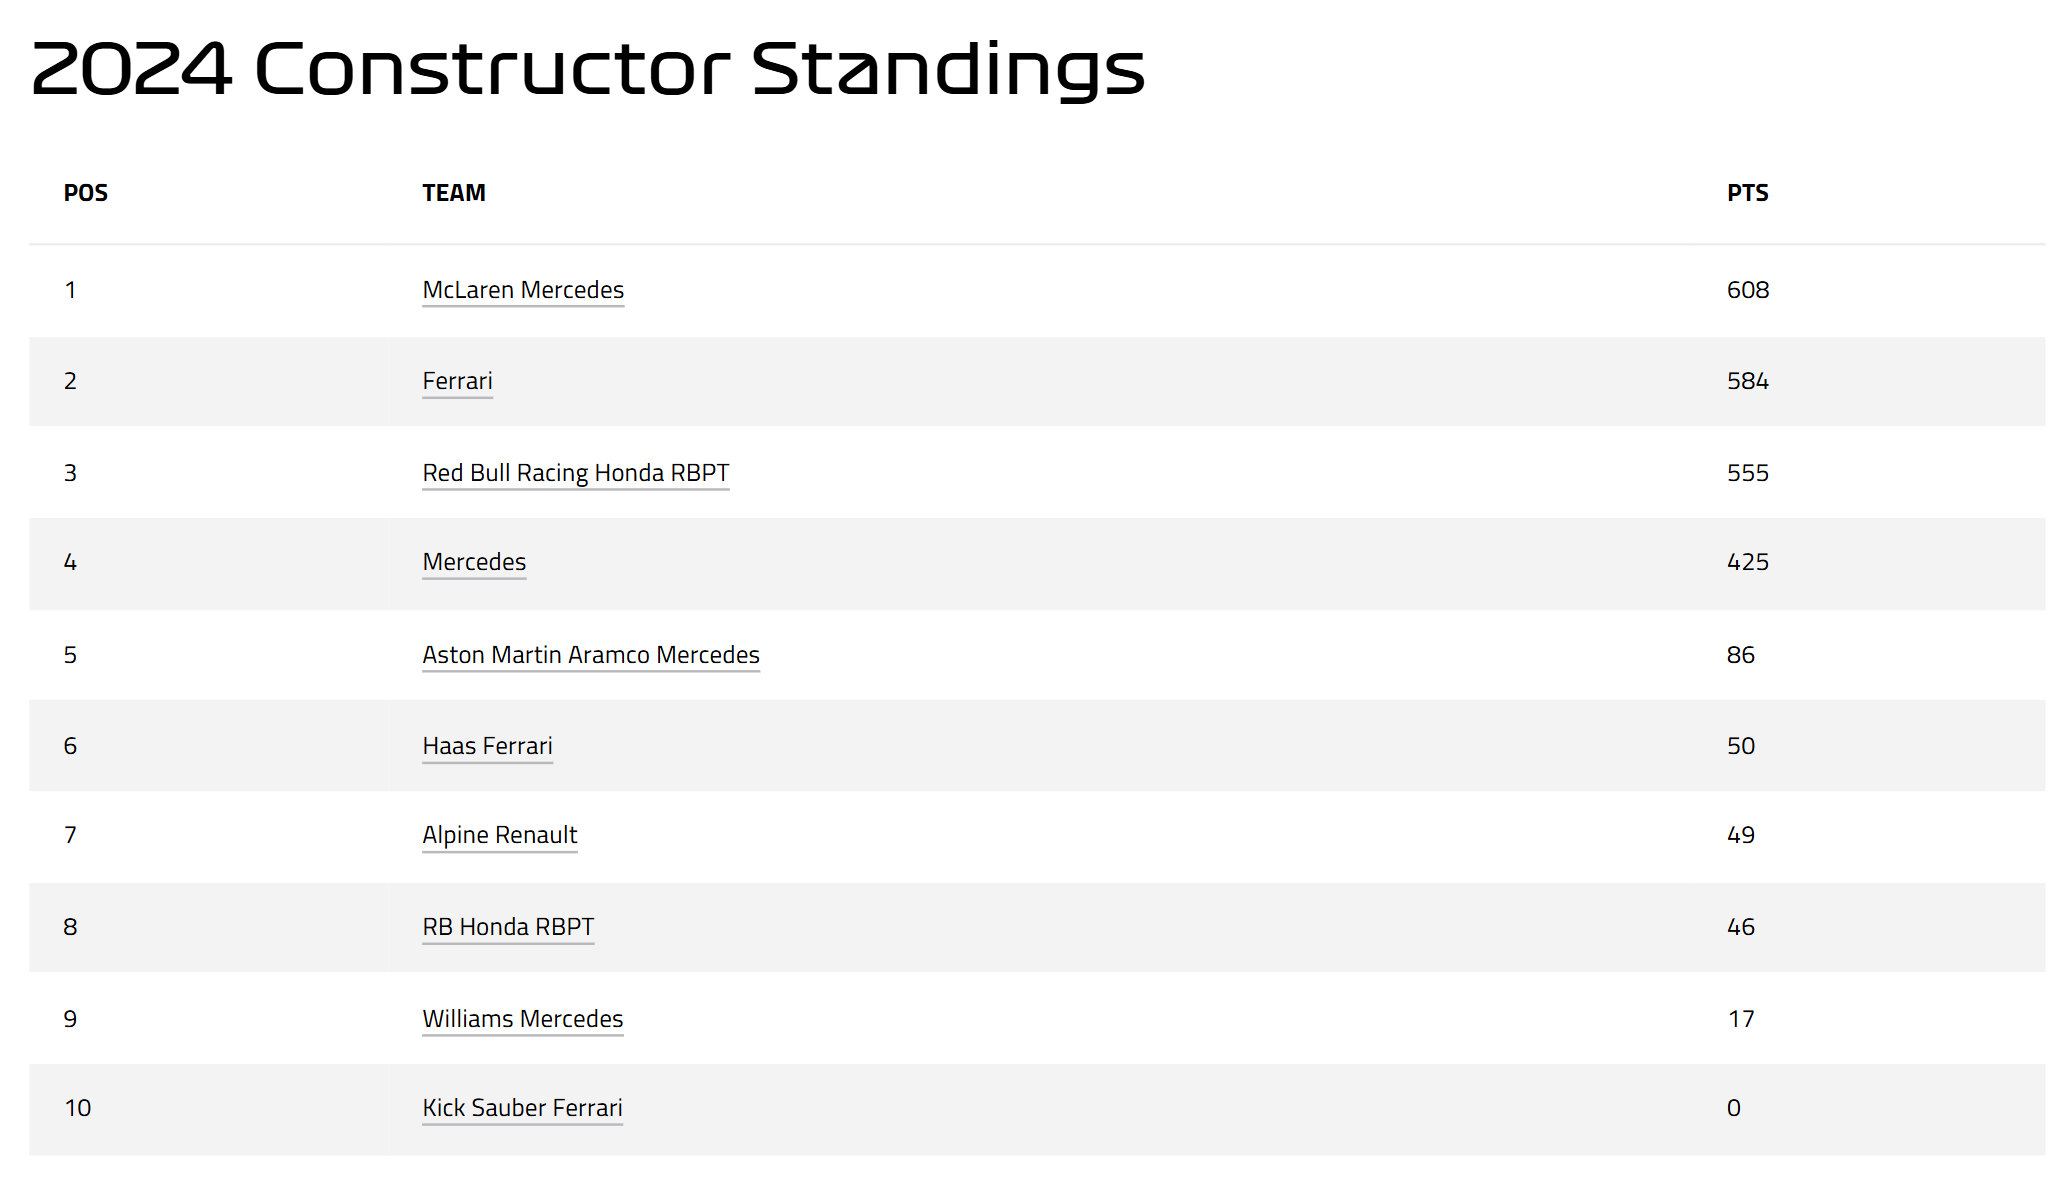 2024 Constructor Standings
POS TEAM PTS
1 McLaren Mercedes 608
2 Ferrari 584
3 Red Bull Racing Honda RBPT 555
4 Mercedes 425
5 Aston Martin Aramco Mercedes 86
6 Haas Ferrari 50
7 Alpine Renault 49
8 RB Honda RBPT 46
9 Williams Mercedes 17
10 Kick Sauber Ferrari 0